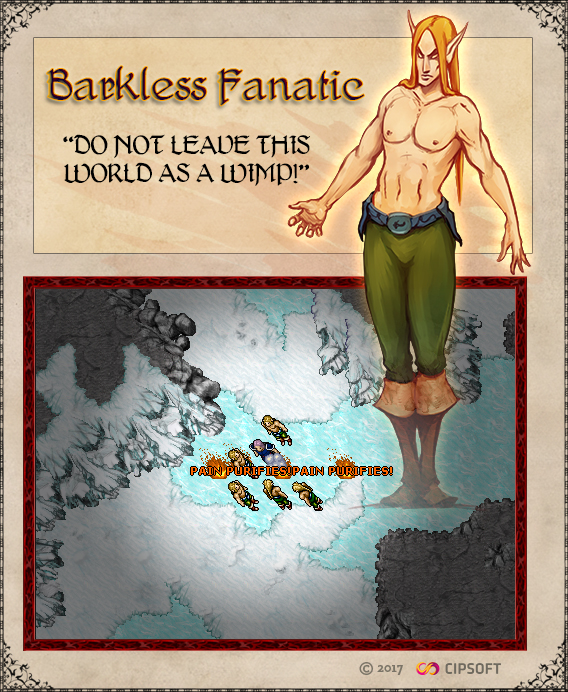 Barkless Fanatic
“DO NOT LEAVE THIS
WORLD AS A WIMP!”
PAIN PURIFIES!PAIN PURIFIES!
© 2017 CIPSOFT